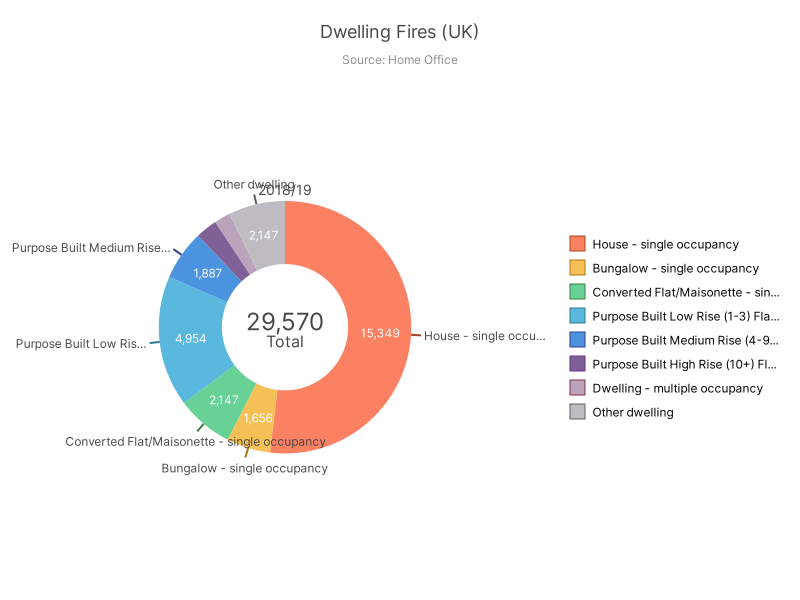 Dwelling Fires (UK)
Source: Home Office
Other dwelling
2018/19
2,147
Purpose Built Medium Rise...
1,887
29,570
Total
15,349
House - single occu...
4,954
Purpose Built Low Ris...
2,147
1,656
Converted Flat/Maisonette - single occupancy
Bungalow - single occupancy
House - single occupancy
Bungalow - single occupancy
Converted Flat/Maisonette - sin...
Purpose Built Low Rise (1-3) Fla...
Purpose Built Medium Rise (4-9...
Purpose Built High Rise (10+) Fl...
Dwelling - multiple occupancy
Other dwelling